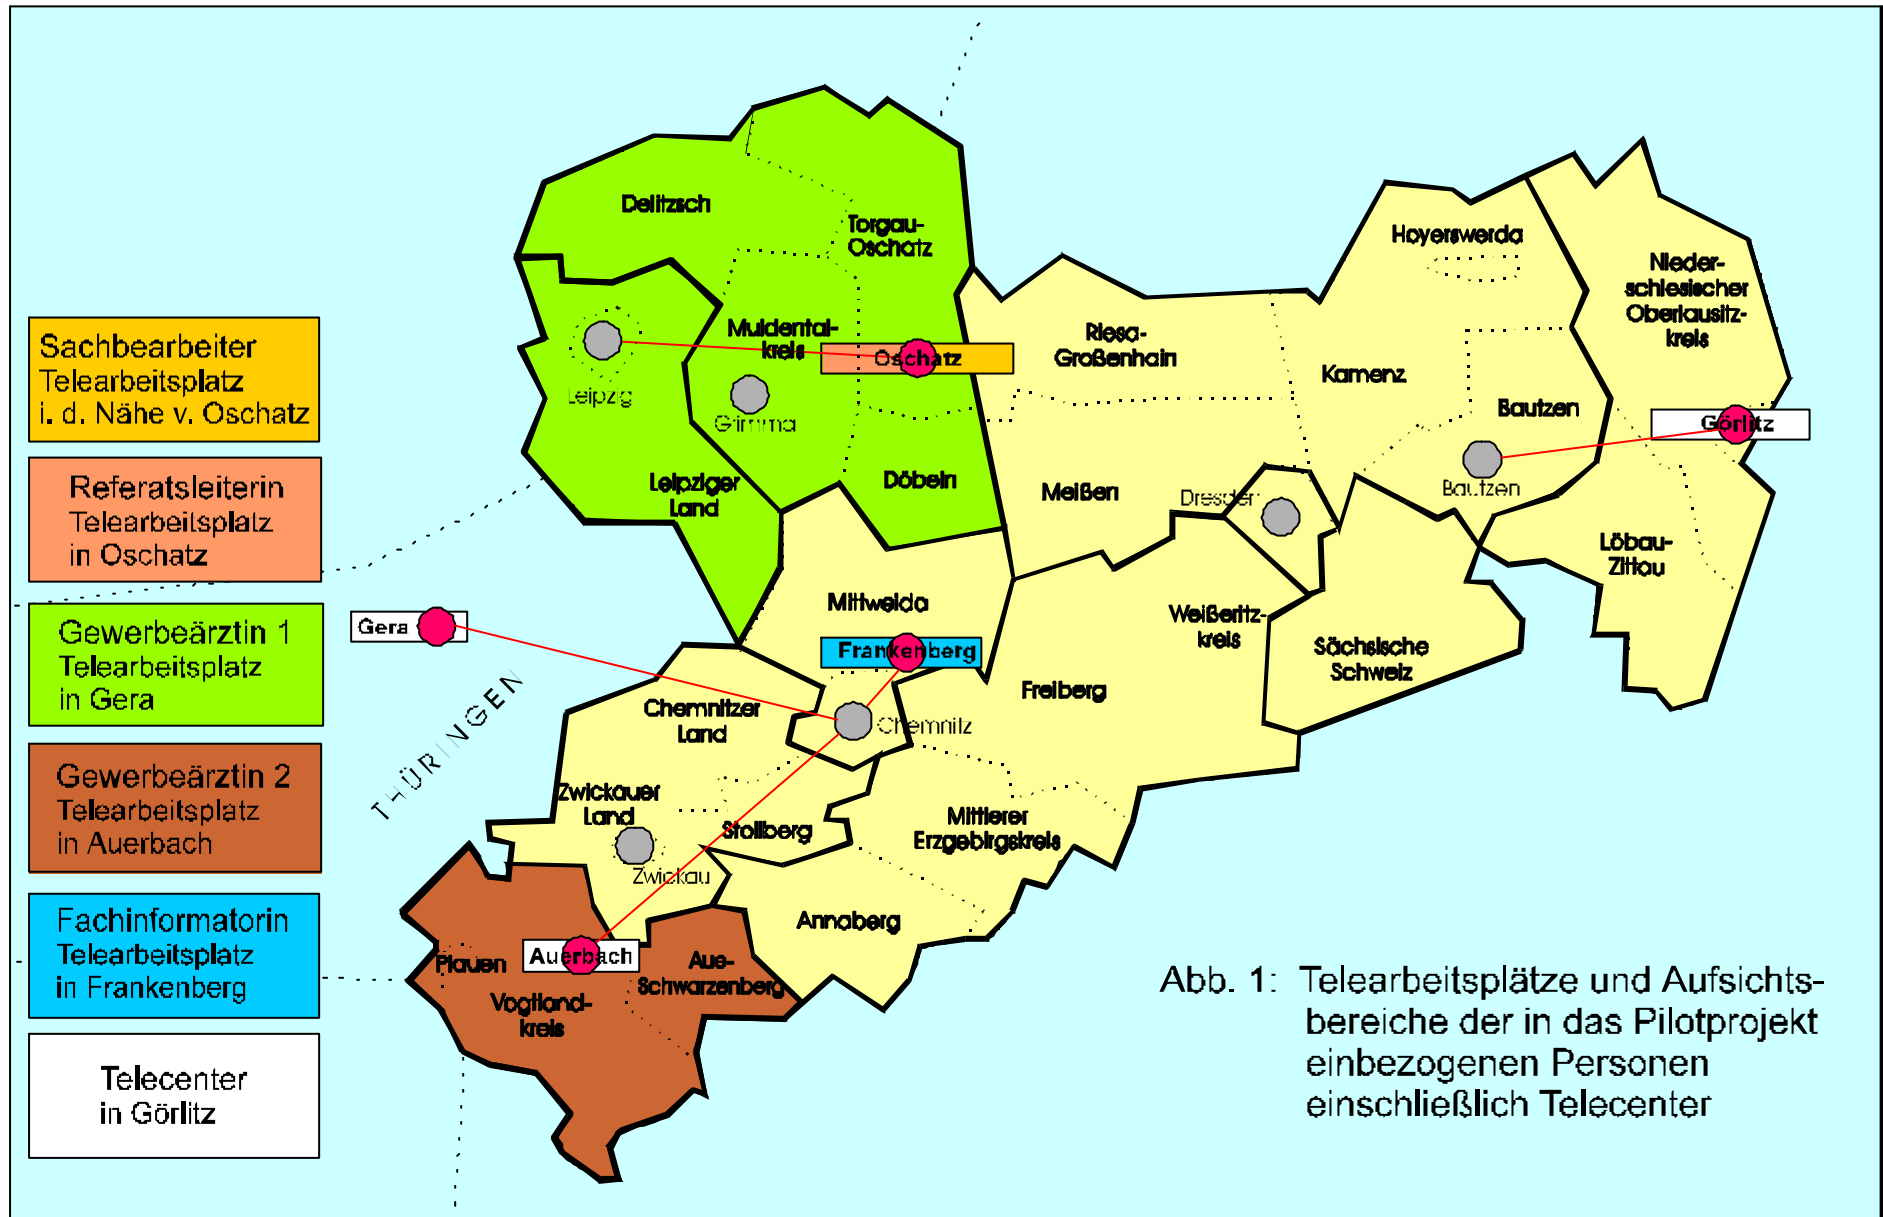 Delitzsch
Torgau-
Oschatz
Hoyerswerda
Nieder-
schlesischer
Oberlausitz-
kreis
Muldental-
kreis
Riesa-
Großenhain
Oschatz
Kamenz
Leipzig
Grimma
Bautzen
Görlitz
Leipziger
Land
Döbeln
Meißen
Dresden
Bautzen
Löbau-
Zittau
Mittweida
Weißeritz-
kreis
Sächsische
Schweiz
Gera
Frankenberg
Freiberg
THÜRINGEN
Chemnitzer
Land
Chemnitz
Zwickauer
Land
Stollberg
Mittlerer
Erzgebirgskreis
Zwickau
Annaberg
Auerbach
Plauen
Aue-
Schwarzenberg
Vogtland-
kreis
Sachbearbeiter
Telearbeitsplatz
i. d. Nähe v. Oschatz
Referatsleiterin
Telearbeitsplatz
in Oschatz
Gewerbeärztin 1
Telearbeitsplatz
in Gera
Gewerbeärztin 2
Telearbeitsplatz
in Auerbach
Fachinformatorin
Telearbeitsplatz
in Frankenberg
Telecenter
in Görlitz
Abb. 1: Telearbeitsplätze und Aufsichts-
bereiche der in das Pilotprojekt
einbezogenen Personen
einschließlich Telecenter